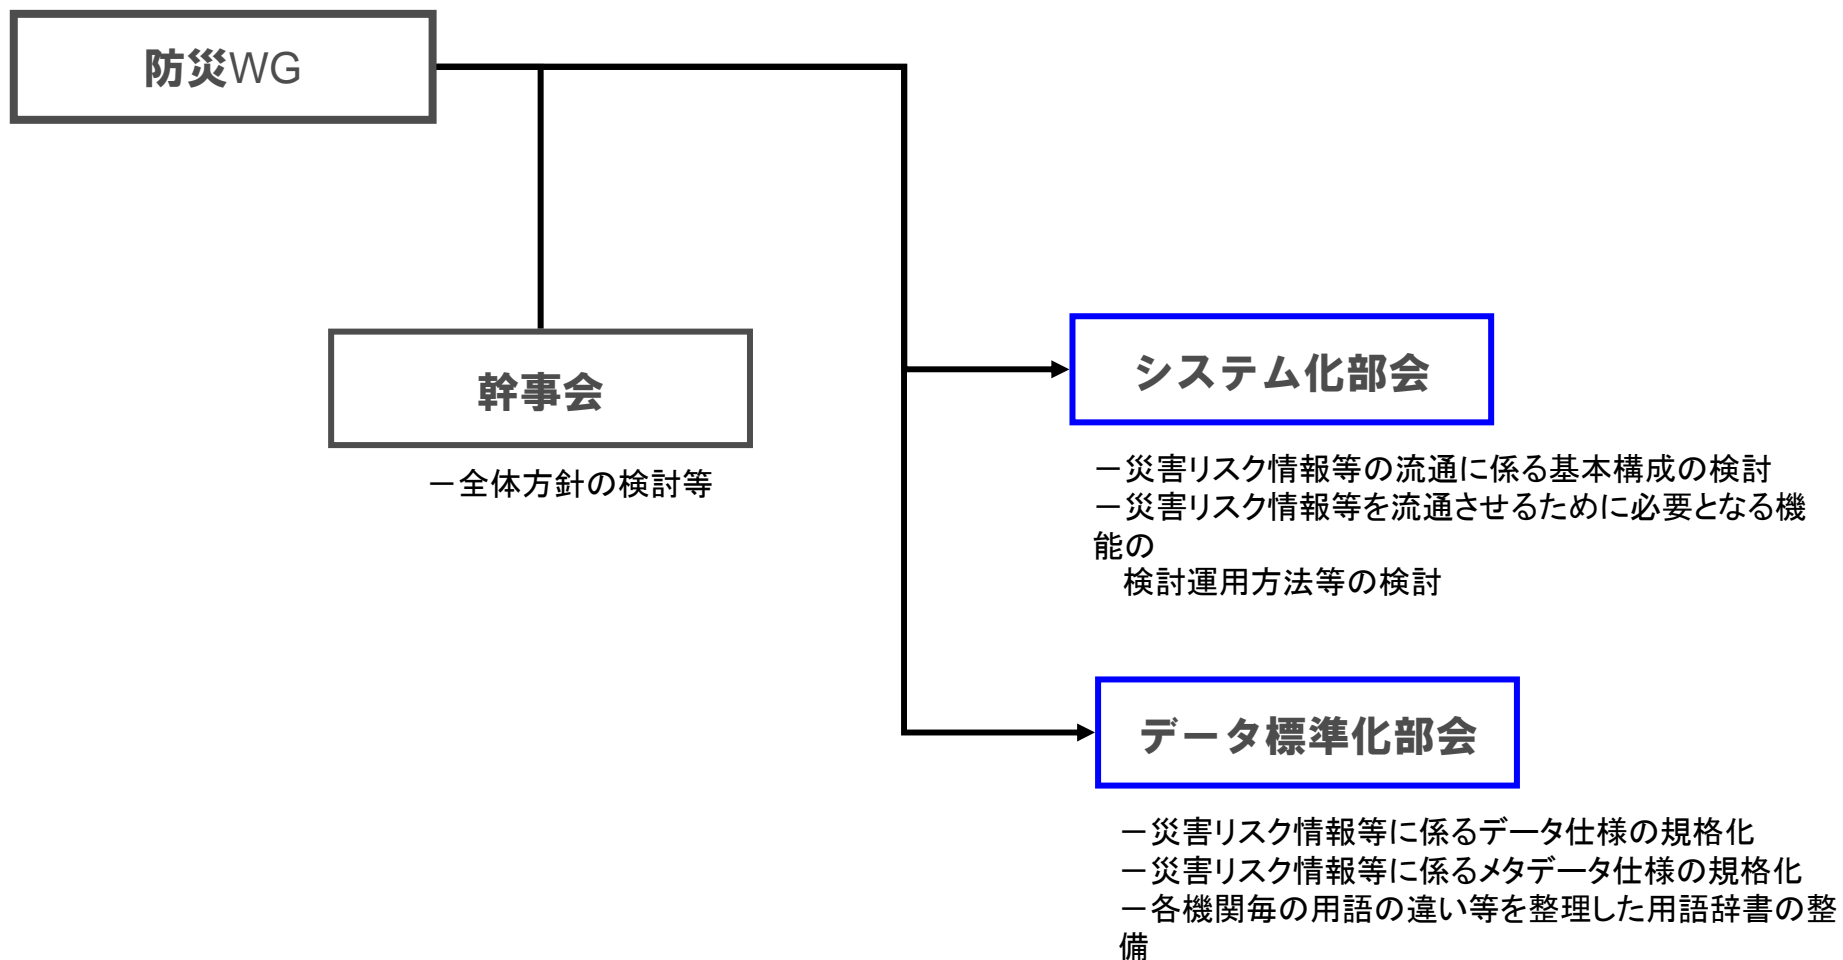 防災WG
幹事会
－全体方針の検討等
システム化部会
－災害リスク情報等の流通に係る基本構成の検討
－災害リスク情報等を流通させるために必要となる機
能の
　検討運用方法等の検討
データ標準化部会
－災害リスク情報等に係るデータ仕様の規格化
－災害リスク情報等に係るメタデータ仕様の規格化
－各機関毎の用語の違い等を整理した用語辞書の整
備